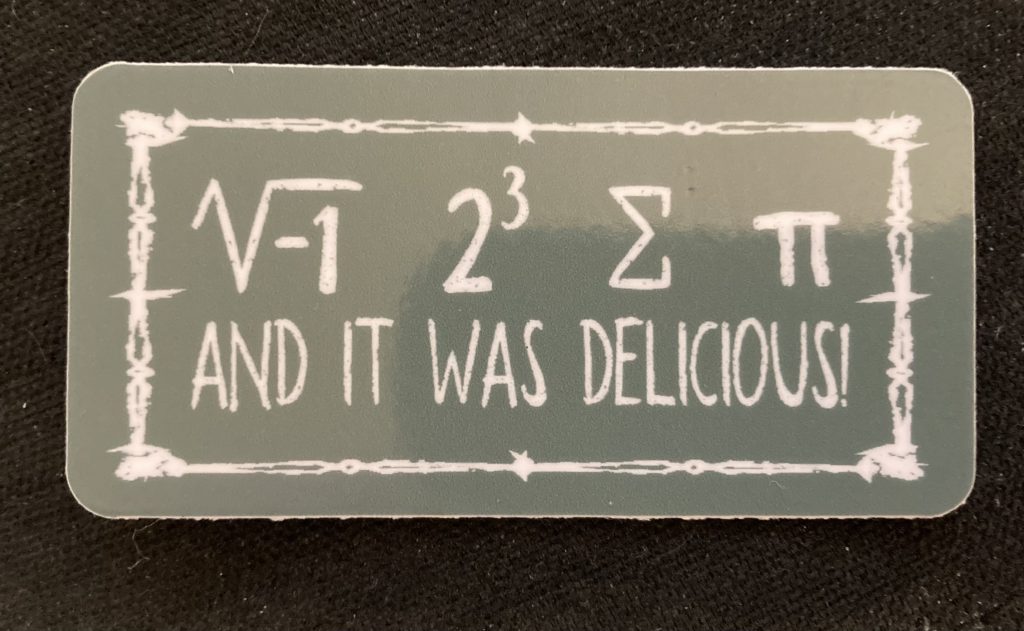 √-1 2³ Σ π
AND IT WAS DELICIOUS!